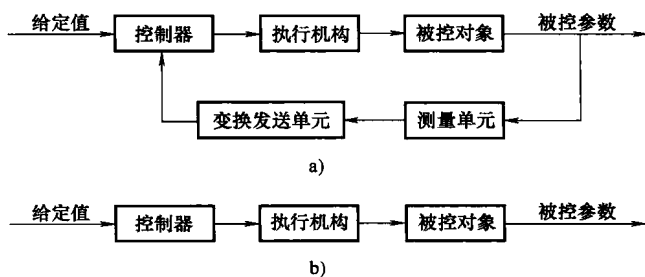 给定值 控制器 执行机构 被控对象 被控参数
变换发送单元 测量单元
a)
给定值 控制器 执行机构 被控对象 被控参数
b)